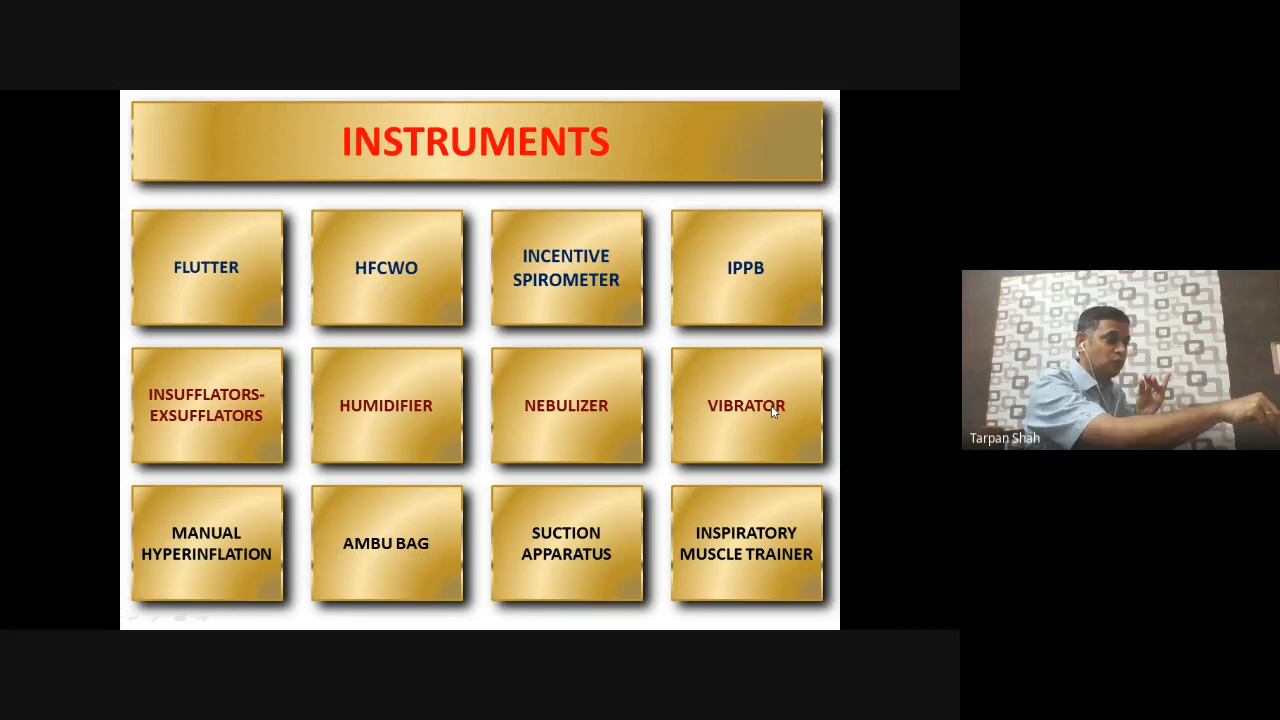 INSTRUMENTS
FLUTTER
HFCWO
INCENTIVE
SPIROMETER
IPPB
INSUFFLATORS-
EXSUFFLATORS
HUMIDIFIER
NEBULIZER
VIBRATOR
MANUAL
HYPERINFLATION
AMBU BAG
SUCTION
APPARATUS
INSPIRATORY
MUSCLE TRAINER
Tarpan Shah